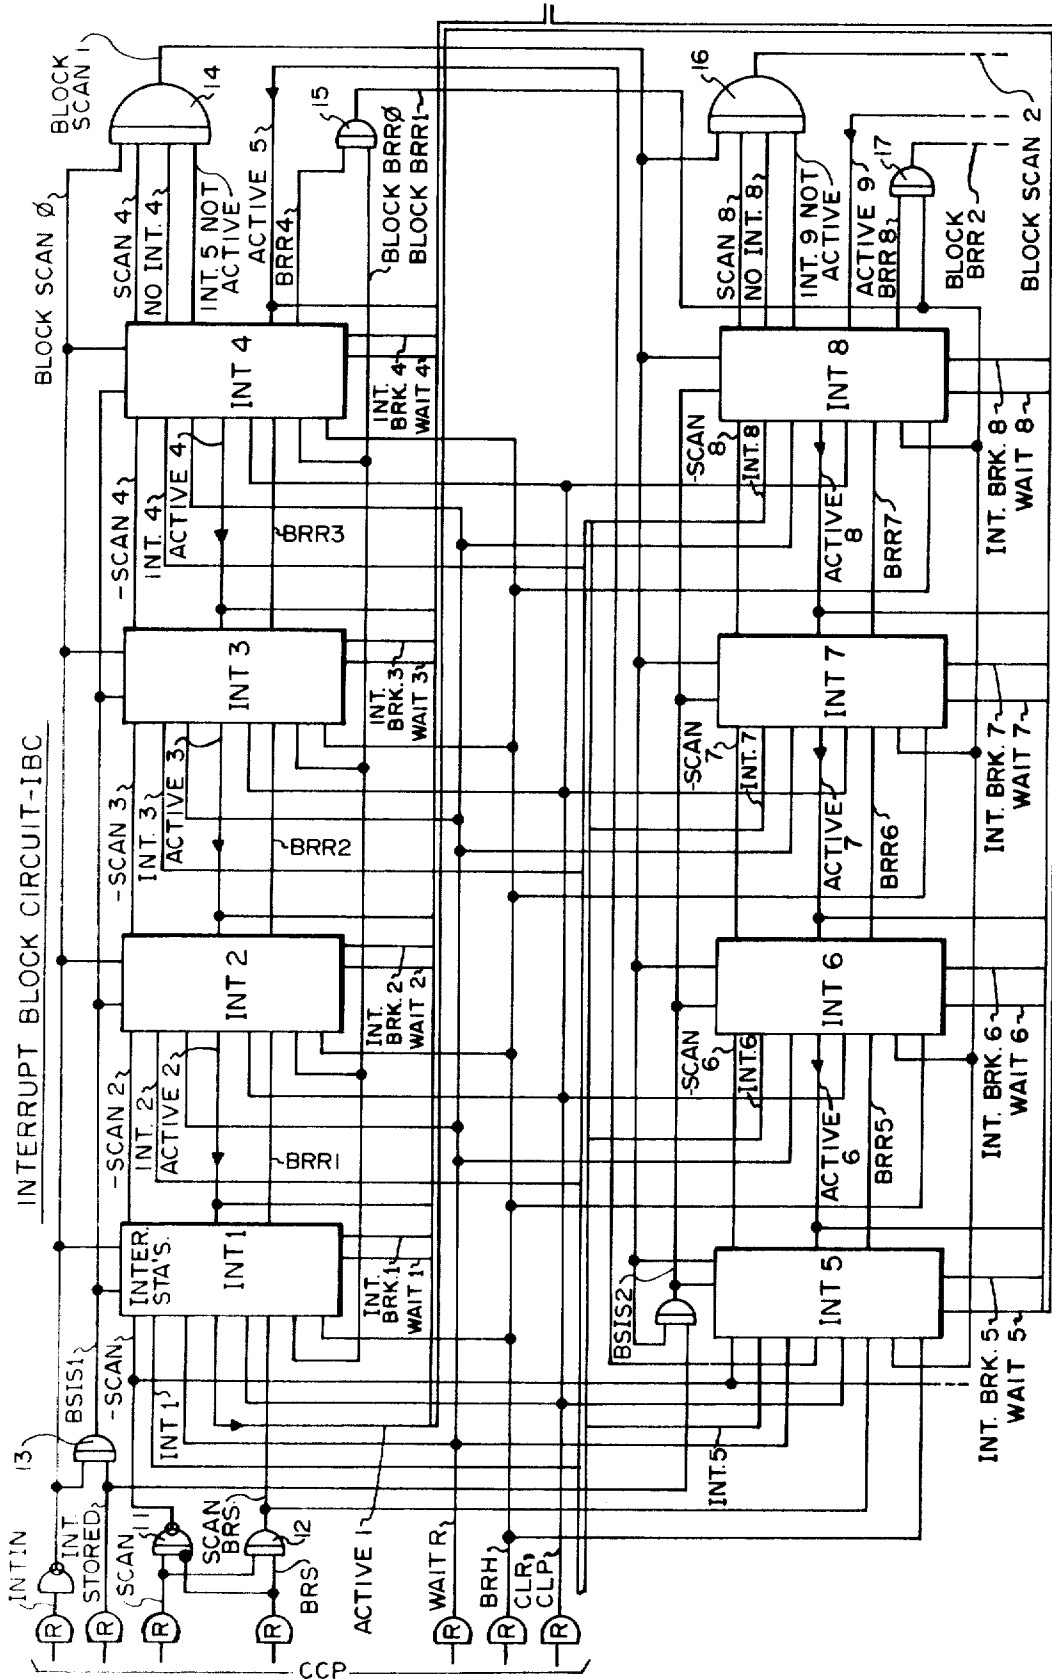 INTERRUPT BLOCK CIRCUIT-IBC
INTIN
INT.
STORED
SCAN
11
SCAN
BRS
12
BRS
13
BSIS1
-SCAN
INT 1
ACTIVE 1
WAIT R
BRH
CLR,
CLP
CCP
R
R
R
R
R
R
R
INTER.
STA'S.
INT 1
INT.
BRK.1
WAIT 1
-SCAN 2
INT. 2
ACTIVE 2
BRR1
INT 2
INT.
BRK.2
WAIT 2
-SCAN 3
INT. 3
ACTIVE 3
BRR2
INT 3
INT.
BRK.3
WAIT 3
-SCAN 4
INT. 4
ACTIVE 4
BRR3
INT 4
INT.
BRK.4
WAIT 4
BLOCK SCAN Ø
SCAN 4
NO INT. 4
INT. 5 NOT
ACTIVE
ACTIVE 5
BRR4
BLOCK
SCAN 1
14
15
BLOCK BRRØ
BLOCK BRR1
BSIS2
INT.5
INT 5
INT. BRK. 5
WAIT 5
-SCAN
6
INT.6
ACTIVE
6
BRR5
INT 6
INT. BRK. 6
WAIT 6
-SCAN
7
INT.7
ACTIVE
7
BRR6
INT 7
INT. BRK. 7
WAIT 7
-SCAN
8
INT. 8
ACTIVE
8
BRR7
INT 8
INT. BRK. 8
WAIT 8
SCAN 8
NO INT. 8
INT. 9 NOT
ACTIVE
ACTIVE 9
BRR 8
16
17
BLOCK
BRR 2
BLOCK SCAN 2